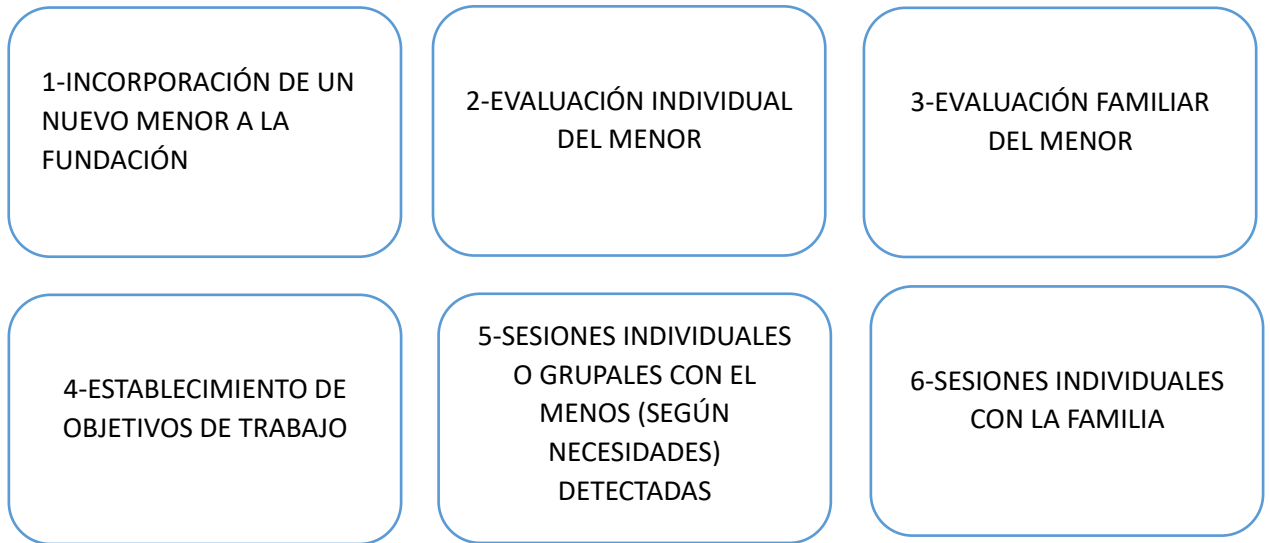 1-INCORPORACIÓN DE UN
NUEVO MENOR A LA
FUNDACIÓN
2-EVALUACIÓN INDIVIDUAL
DEL MENOR
3-EVALUACIÓN FAMILIAR
DEL MENOR
4-ESTABLECIMIENTO DE
OBJETIVOS DE TRABAJO
5-SESIONES INDIVIDUALES
O GRUPALES CON EL
MENOS (SEGÚN
NECESIDADES)
DETECTADAS
6-SESIONES INDIVIDUALES
CON LA FAMILIA